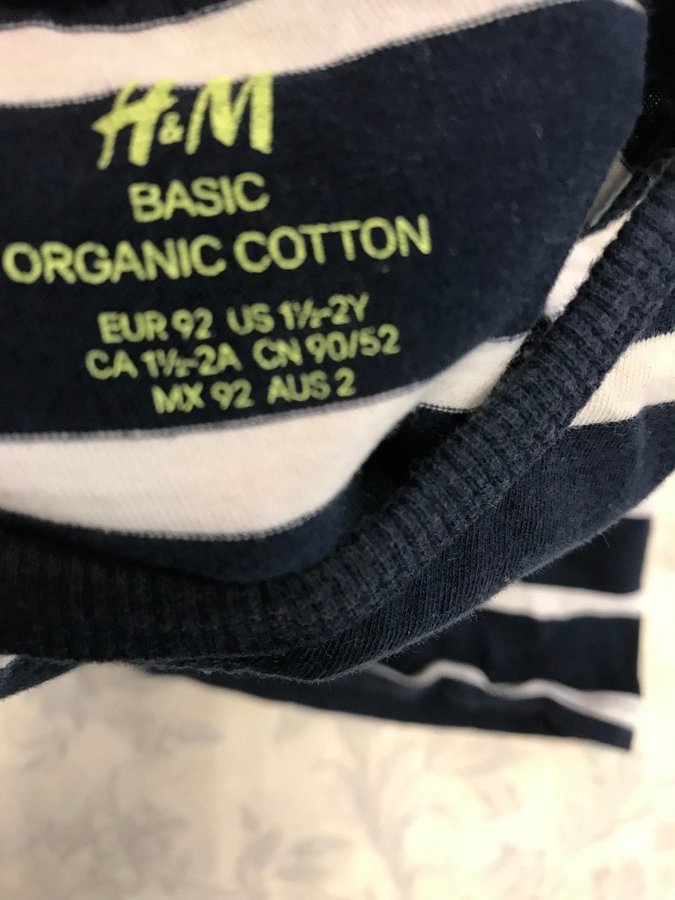 H&M
BASIC
ORGANIC COTTON
EUR 92 US 1½-2Y
CA 1½-2A CN 90/52
MX 92 AUS 2